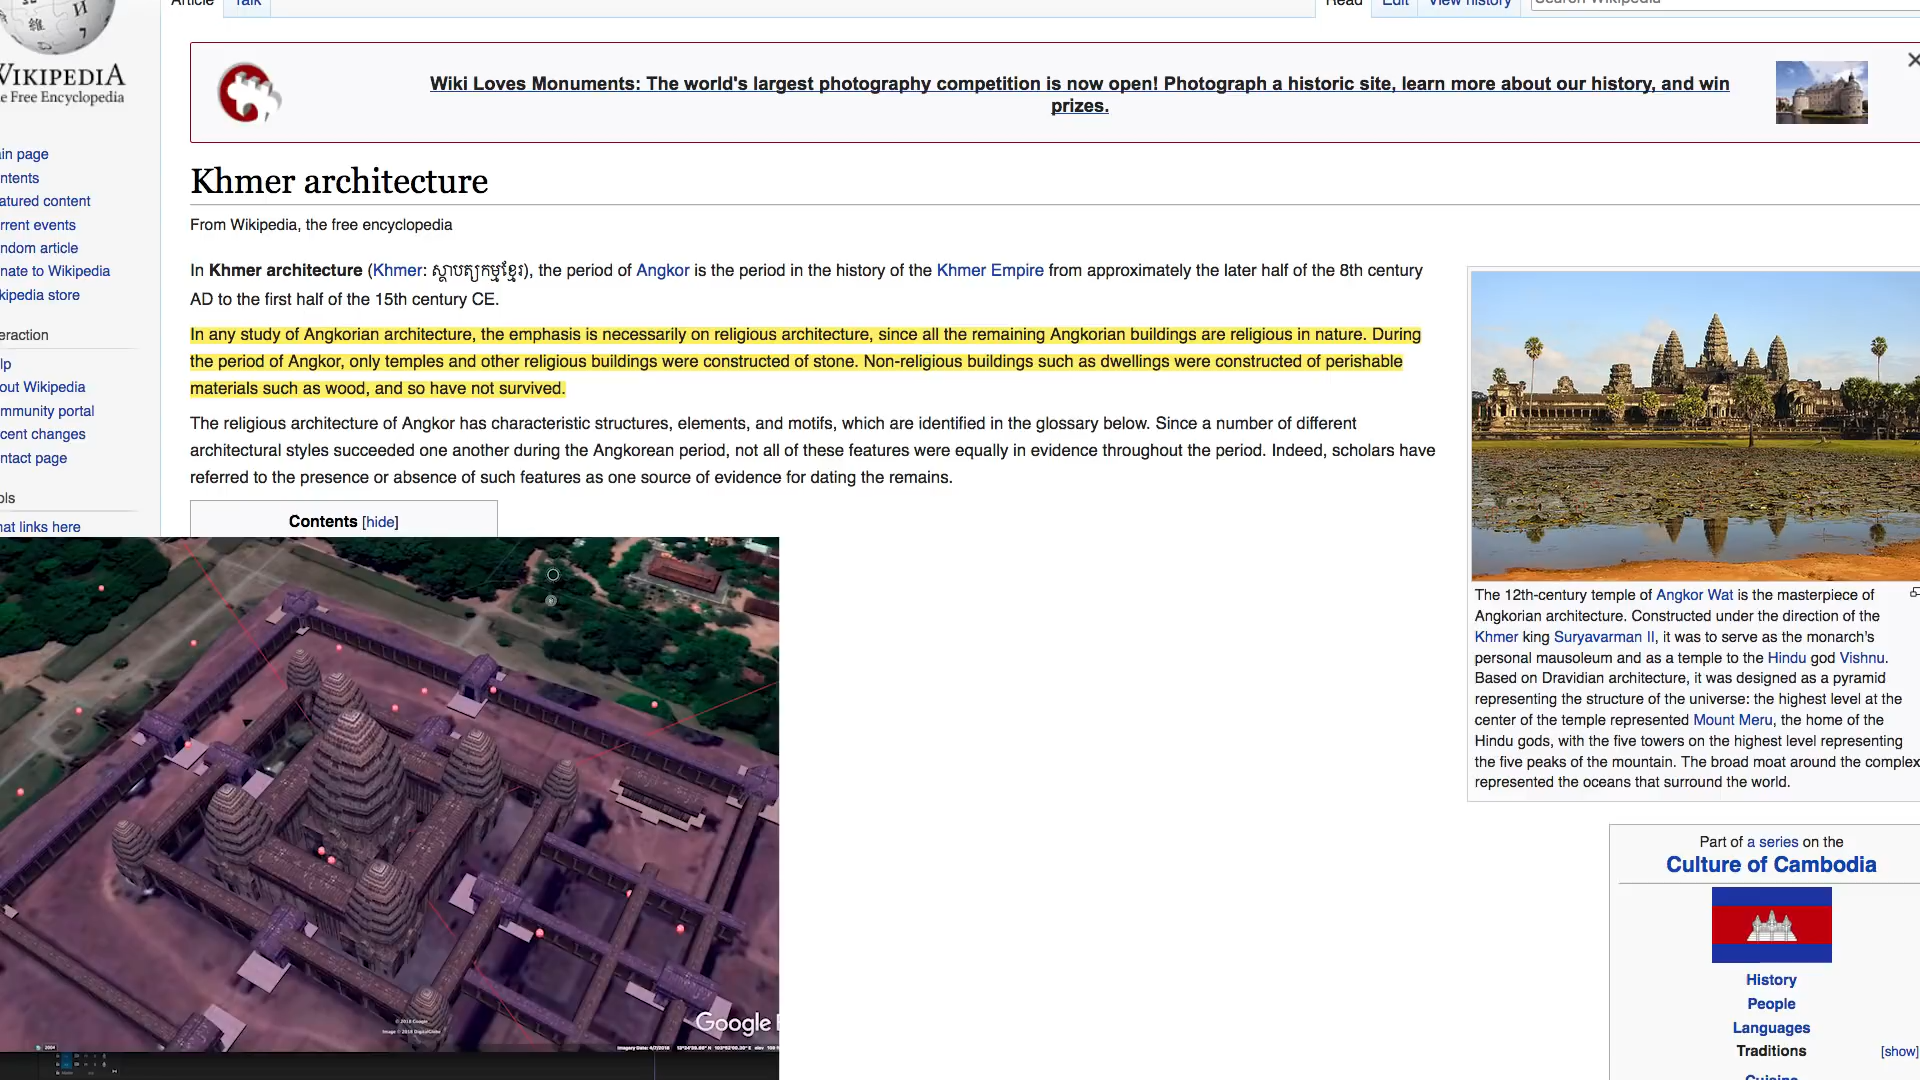 Article Talk
Read Edit View history
Search Wikipedia
WIKIPEDIA
The Free Encyclopedia
Wiki Loves Monuments: The world's largest photography competition is now open! Photograph a historic site, learn more about our history, and win
prizes.
ain page
ntents
atured content
rrent events
ndom article
nate to Wikipedia
kipedia store
eraction
lp
out Wikipedia
mmunity portal
cent changes
ntact page
ols
hat links here
Khmer architecture
From Wikipedia, the free encyclopedia
In Khmer architecture (Khmer: ស្ថាបត្យកម្មខ្មែរ), the period of Angkor is the period in the history of the Khmer Empire from approximately the later half of the 8th century
AD to the first half of the 15th century CE.
In any study of Angkorian architecture, the emphasis is necessarily on religious architecture, since all the remaining Angkorian buildings are religious in nature. During
the period of Angkor, only temples and other religious buildings were constructed of stone. Non-religious buildings such as dwellings were constructed of perishable
materials such as wood, and so have not survived.
The religious architecture of Angkor has characteristic structures, elements, and motifs, which are identified in the glossary below. Since a number of different
architectural styles succeeded one another during the Angkorean period, not all of these features were equally in evidence throughout the period. Indeed, scholars have
referred to the presence or absence of such features as one source of evidence for dating the remains.
Contents [hide]
The 12th-century temple of Angkor Wat is the masterpiece of
Angkorian architecture. Constructed under the direction of the
Khmer king Suryavarman II, it was to serve as the monarch's
personal mausoleum and as a temple to the Hindu god Vishnu.
Based on Dravidian architecture, it was designed as a pyramid
representing the structure of the universe: the highest level at the
center of the temple represented Mount Meru, the home of the
Hindu gods, with the five towers on the highest level representing
the five peaks of the mountain. The broad moat around the complex
represented the oceans that surround the world.
Part of a series on the
Culture of Cambodia
History
People
Languages
Traditions [show]
Cuisine
© 2018 Google
Image © 2018 DigitalGlobe
Google
2004
Imagery Date: 4/7/2018